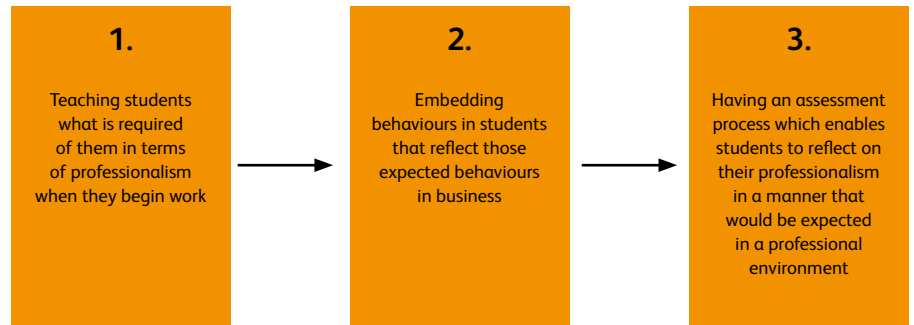 1.
Teaching students
what is required
of them in terms
of professionalism
when they begin work
2.
Embedding
behaviours in students
that reflect those
expected behaviours
in business
3.
Having an assessment
process which enables
students to reflect on
their professionalism
in a manner that
would be expected
in a professional
environment